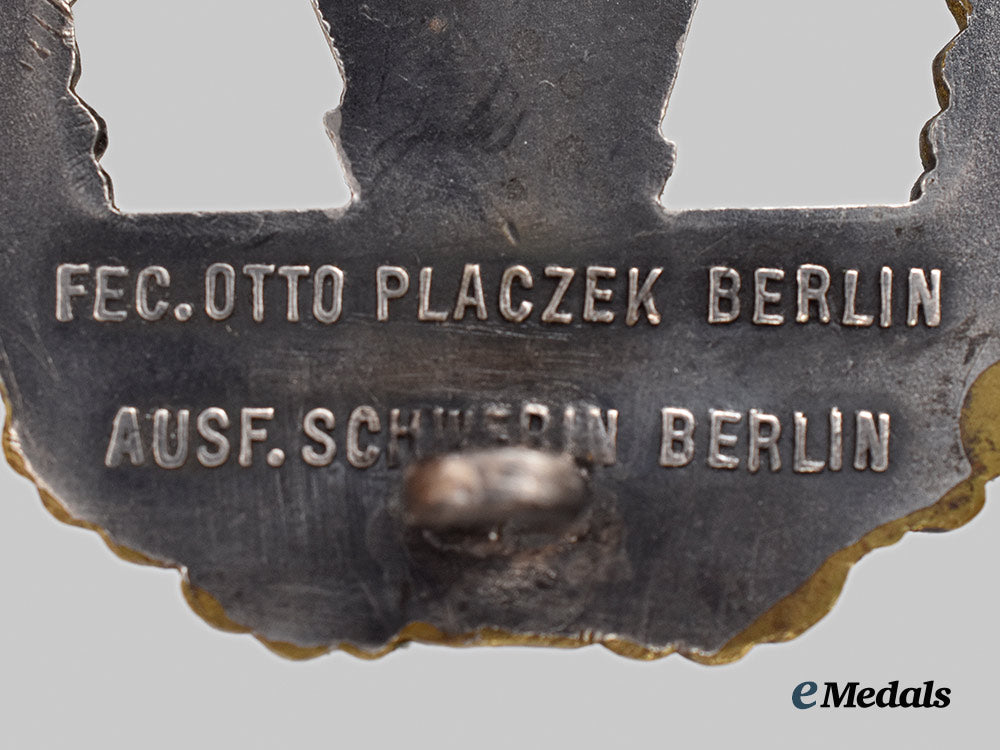 FEC. OTTO PLACZEK BERLIN
AUSF. SCHWERIN BERLIN
eMedals